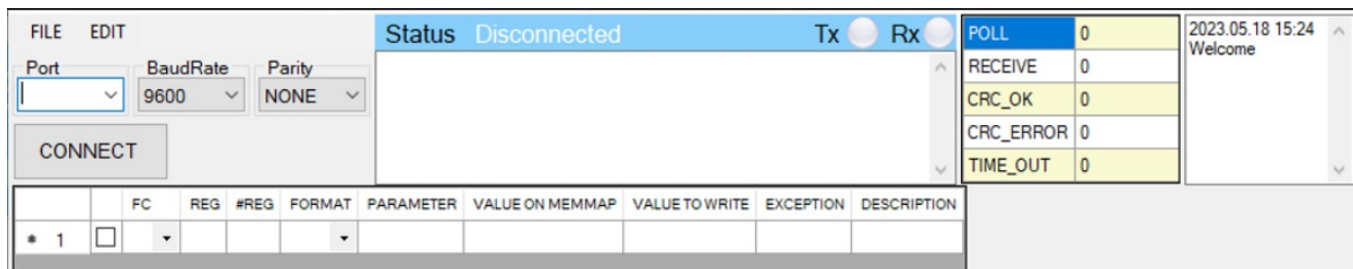 FILE EDIT
Status Disconnected Tx Rx
Port BaudRate Parity
9600 NONE
CONNECT
POLL 0
RECEIVE 0
CRC_OK 0
CRC_ERROR 0
TIME_OUT 0
2023.05.18 15:24
Welcome
FC REG #REG FORMAT PARAMETER VALUE ON MEMMAP VALUE TO WRITE EXCEPTION DESCRIPTION
* 1